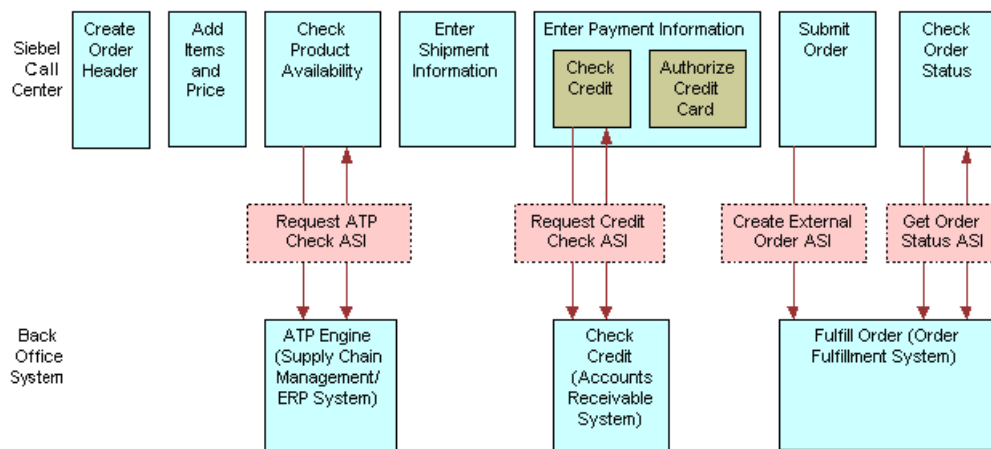 Siebel
Call
Center
Create
Order
Header
Add
Items
and
Price
Check
Product
Availability
Enter
Shipment
Information
Enter Payment Information
Check
Credit
Authorize
Credit
Card
Submit
Order
Check
Order
Status
Request ATP
Check ASI
Request Credit
Check ASI
Create External
Order ASI
Get Order
Status ASI
Back
Office
System
ATP Engine
(Supply Chain
Management/
ERP System)
Check
Credit
(Accounts
Receivable
System)
Fulfill Order (Order
Fulfillment System)